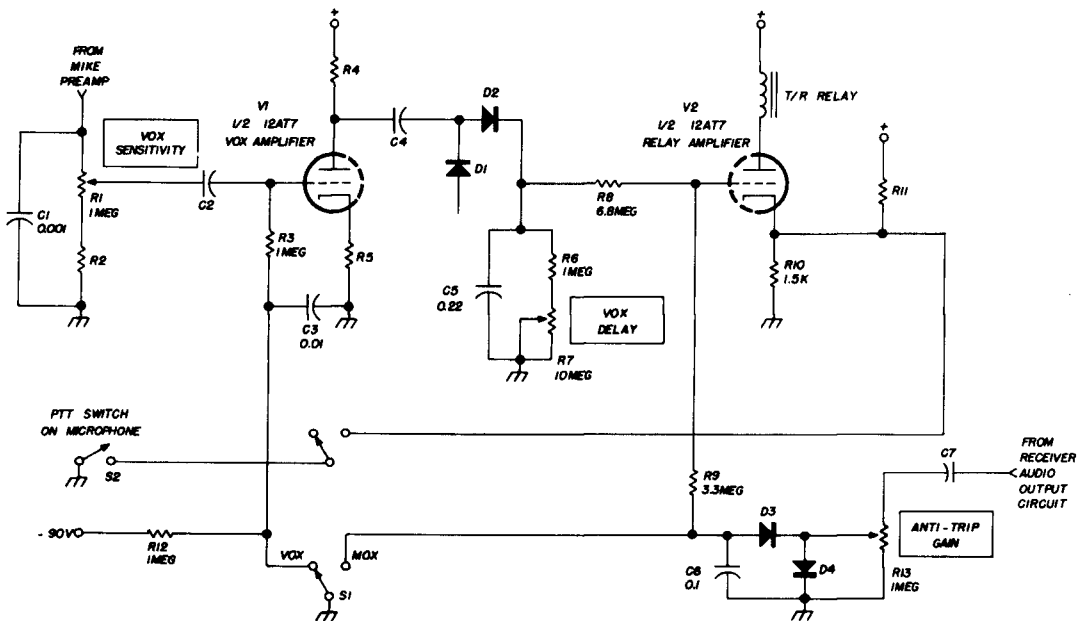 +
+
FROM
MIKE
PREAMP
R4
D2
T/R RELAY
V1
1/2 12AT7
VOX AMPLIFIER
V2
1/2 12AT7
RELAY AMPLIFIER
+
VOX
SENSITIVITY
C4
D1
R11
R1
1 MEG
C2
R8
6.8MEG
C1
0.001
R3
1MEG
R5
R6
1MEG
R10
1.5K
R2
C5
0.22
VOX
DELAY
C3
0.01
R7
10MEG
PTT SWITCH
ON MICROPHONE
S2
C7
FROM
RECEIVER
AUDIO
OUTPUT
CIRCUIT
R9
3.3MEG
D3
ANTI-TRIP
GAIN
-90V
R12
1MEG
VOX
MOX
C6
0.1
D4
R13
1MEG
S1